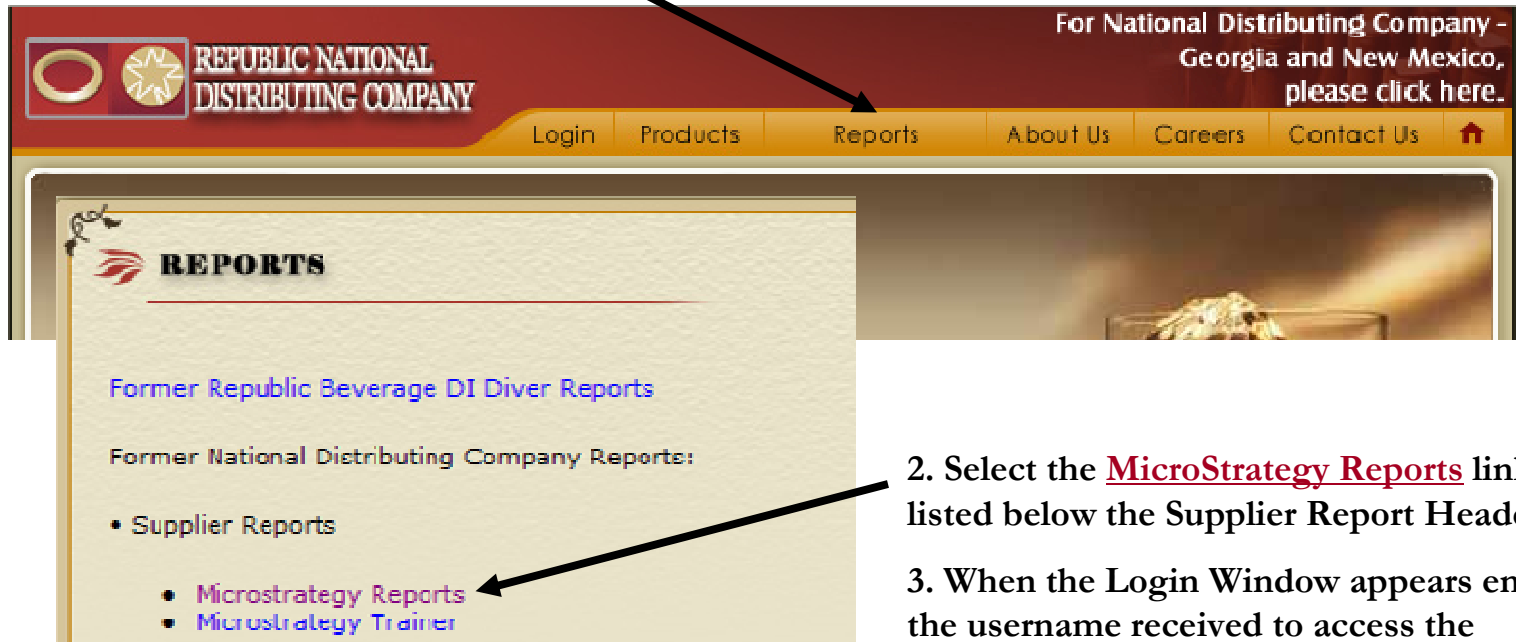 For National Distributing Company -
Georgia and New Mexico,
please click here.
REPUBLIC NATIONAL
DISTRIBUTING COMPANY
Login Products Reports About Us Careers Contact Us
REPORTS
Former Republic Beverage DI Diver Reports
Former National Distributing Company Reports:
• Supplier Reports
• Microstrategy Reports
• Microstrategy Trainer
2. Select the MicroStrategy Reports lin
listed below the Supplier Report Head
3. When the Login Window appears en
the username received to access the